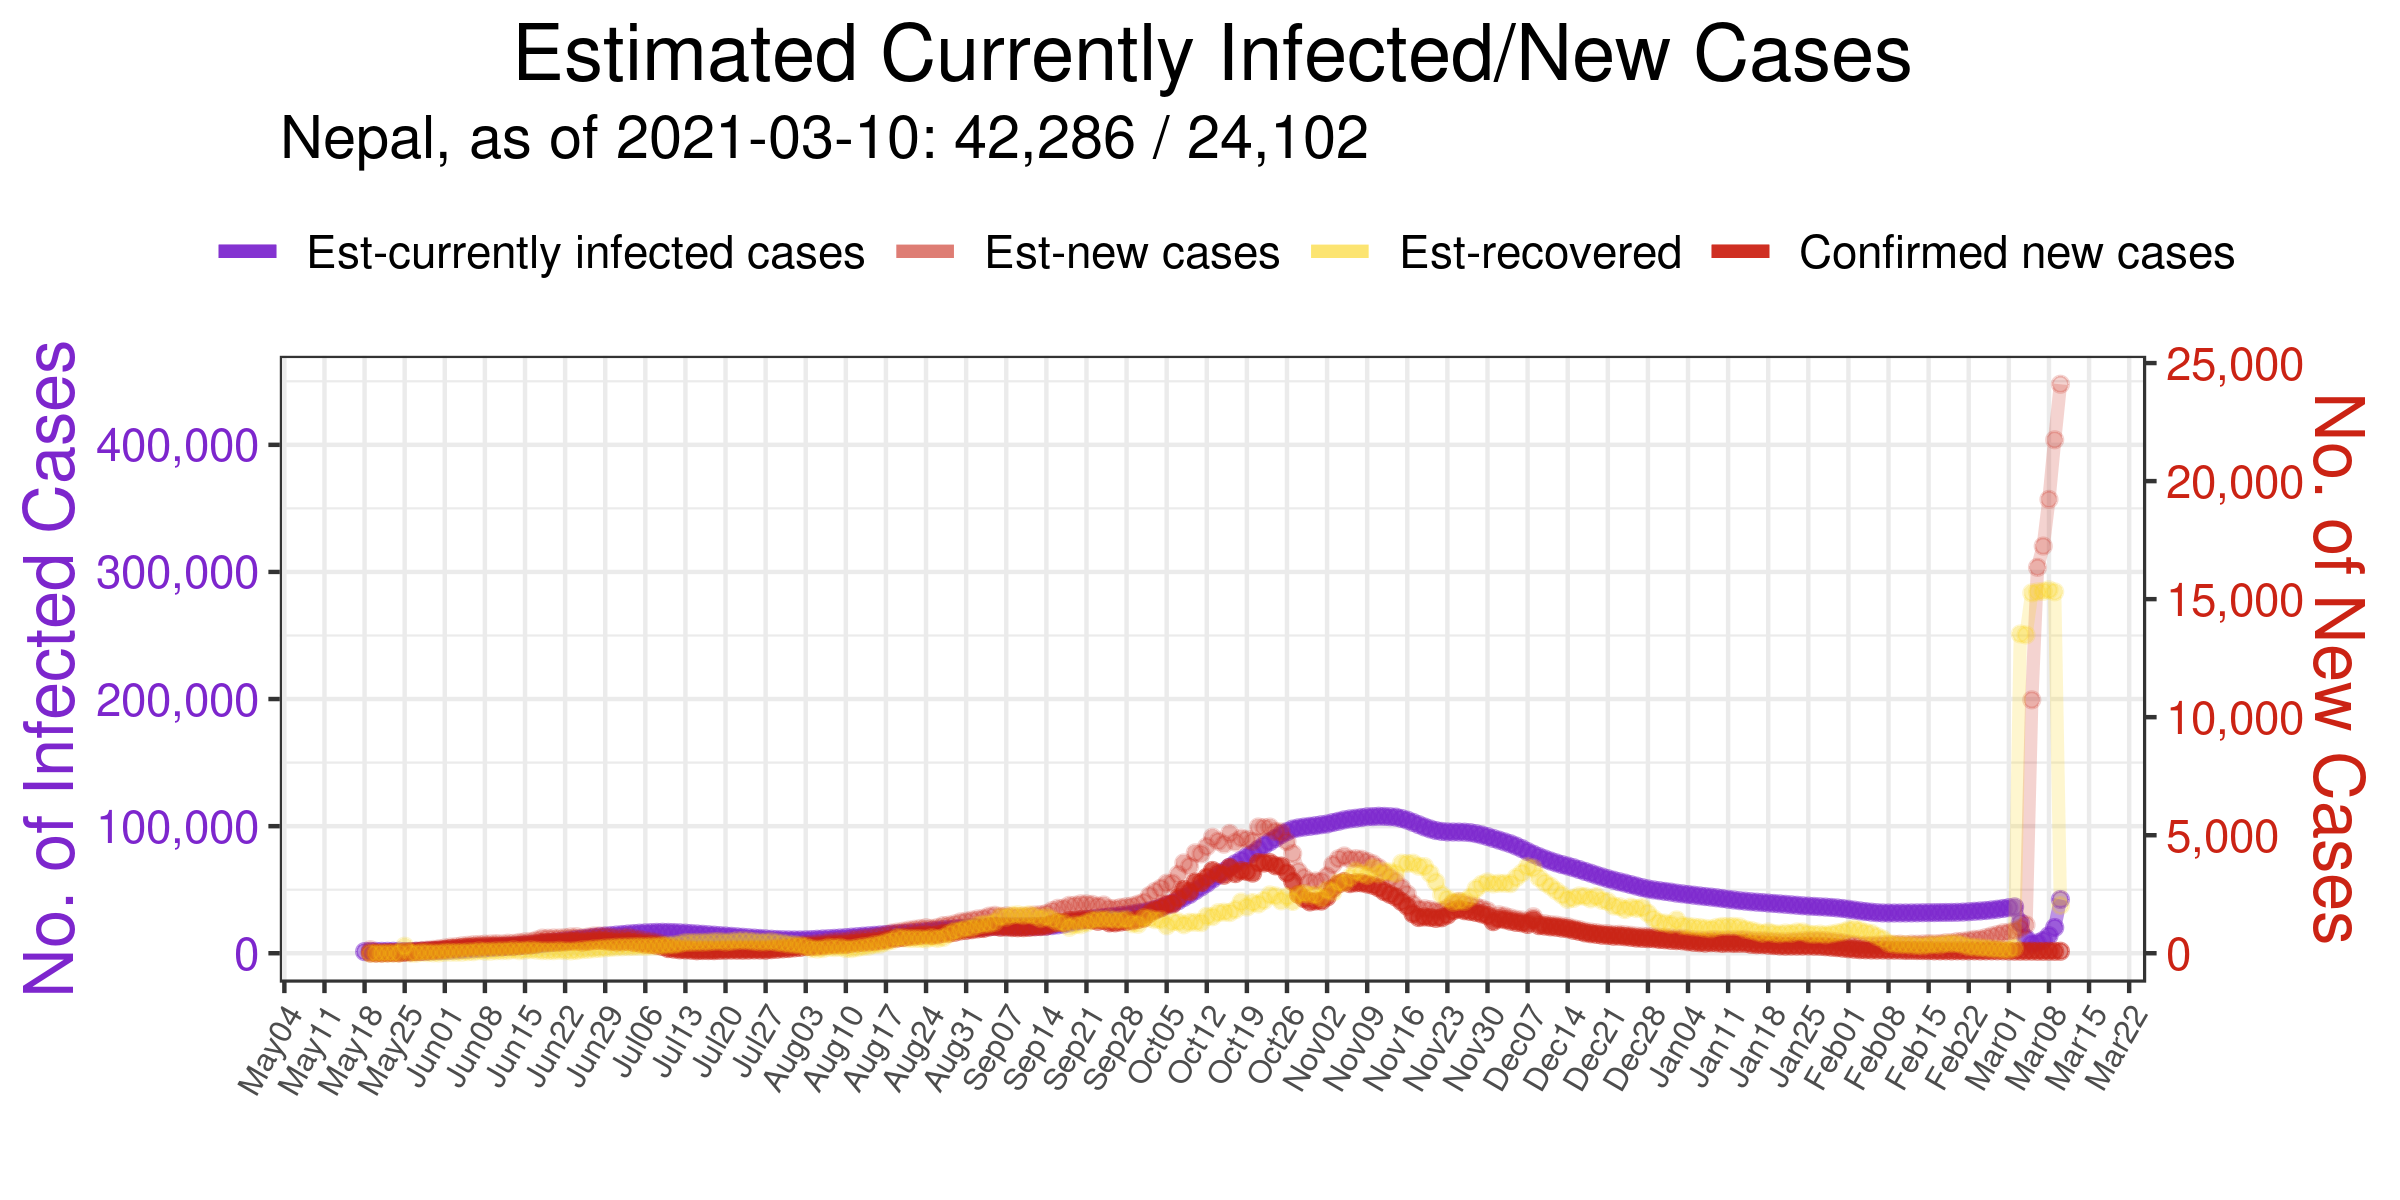 Estimated Currently Infected/New Cases
Nepal, as of 2021-03-10: 42,286 / 24,102
Est-currently infected cases Est-new cases Est-recovered Confirmed new cases
No. of Infected Cases
400,000
300,000
200,000
100,000
0
25,000
20,000
15,000
10,000
5,000
0
No. of New Cases
May04 May11 May18 May25 Jun01 Jun08 Jun15 Jun22 Jun29 Jul06 Jul13 Jul20 Jul27 Aug03 Aug10 Aug17 Aug24 Aug31 Sep07 Sep14 Sep21 Sep28 Oct05 Oct12 Oct19 Oct26 Nov02 Nov09 Nov16 Nov23 Nov30 Dec07 Dec14 Dec21 Dec28 Jan04 Jan11 Jan18 Jan25 Feb01 Feb08 Feb15 Feb22 Mar01 Mar08 Mar15 Mar22